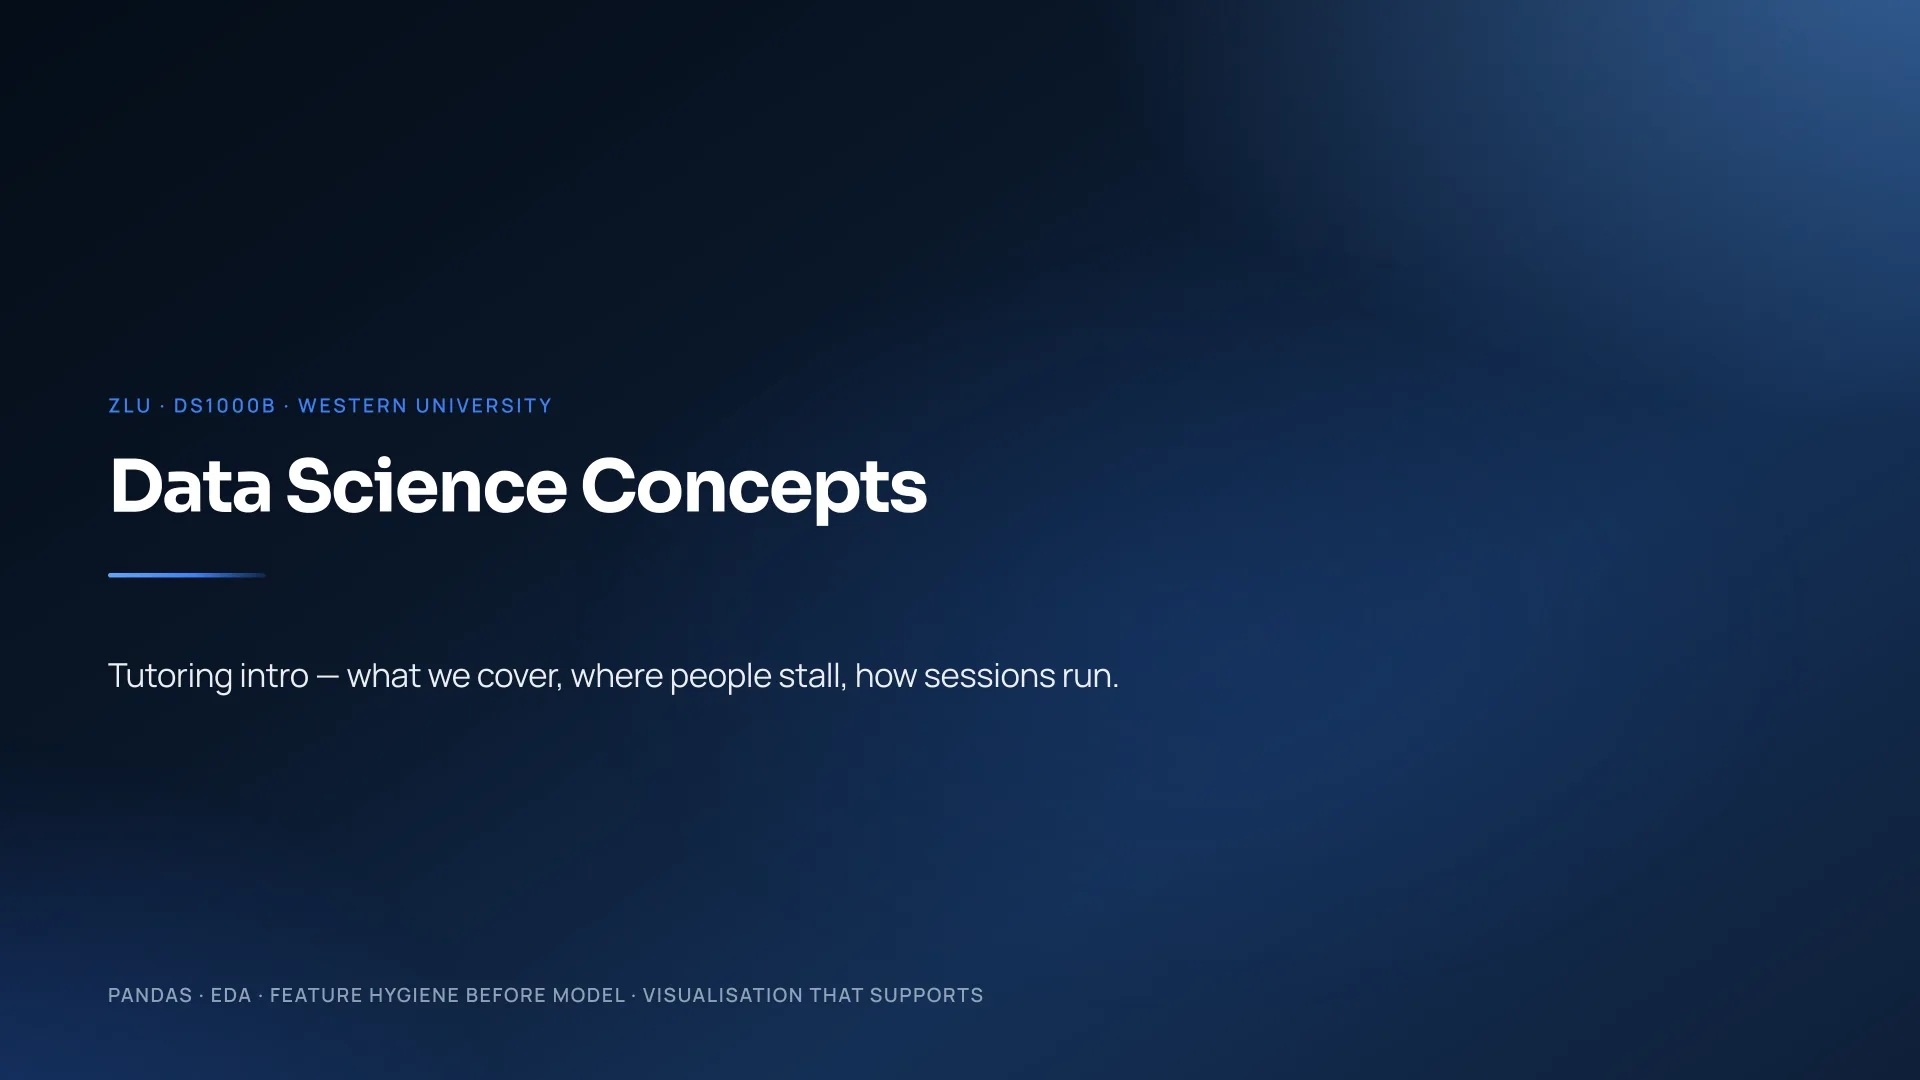 ZLU · DS1000B · WESTERN UNIVERSITY
Data Science Concepts
Tutoring intro — what we cover, where people stall, how sessions run.
PANDAS · EDA · FEATURE HYGIENE BEFORE MODEL · VISUALISATION THAT SUPPORTS